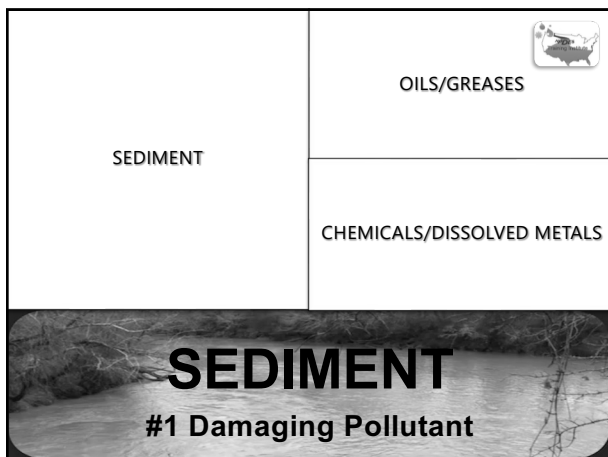 OILS/GREASES
SEDIMENT
CHEMICALS/DISSOLVED METALS
SEDIMENT
#1 Damaging Pollutant